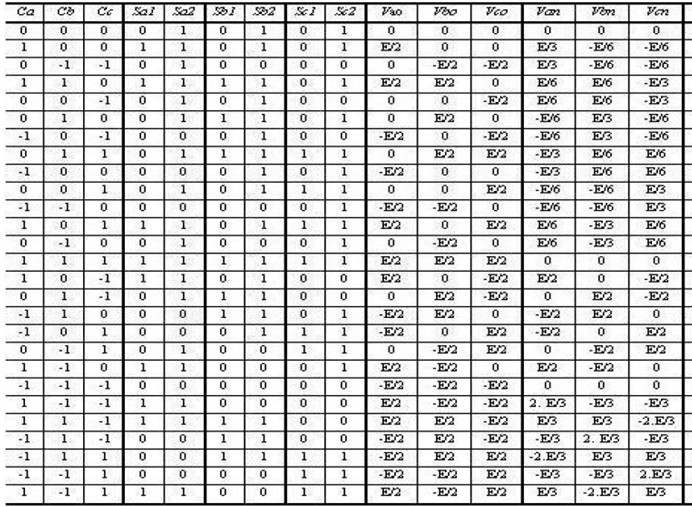 Ca Cb Cc Sa1 Sa2 Sb1 Sb2 Sc1 Sc2 Vao Vbo Vco Van Vbn Vcn
0 0 0 0 1 0 1 0 1 0 0 0 0 0 0
1 0 0 1 1 0 1 0 1 E/2 0 0 E/3 -E/6 -E/6
0 -1 -1 0 1 0 0 0 0 0 -E/2 -E/2 E/3 -E/6 -E/6
1 1 0 1 1 1 1 0 1 E/2 E/2 0 E/6 E/6 -E/3
0 0 -1 0 1 0 1 0 0 0 0 -E/2 E/6 E/6 -E/3
0 1 0 0 1 1 1 0 1 0 E/2 0 -E/6 E/3 -E/6
-1 0 -1 0 0 0 1 0 0 -E/2 0 -E/2 -E/6 E/3 -E/6
0 1 1 0 1 1 1 1 1 0 E/2 E/2 -E/3 E/6 E/6
-1 0 0 0 0 0 1 0 1 -E/2 0 0 -E/3 E/6 E/6
0 0 1 0 1 0 1 1 1 0 0 E/2 -E/6 -E/6 E/3
-1 -1 0 0 0 0 0 0 1 -E/2 -E/2 0 -E/6 -E/6 E/3
1 0 1 1 1 0 1 1 1 E/2 0 E/2 E/6 -E/3 E/6
0 -1 0 0 1 0 0 0 1 0 -E/2 0 E/6 -E/3 E/6
1 1 1 1 1 1 1 1 1 E/2 E/2 E/2 0 0 0
1 0 -1 1 1 0 1 0 0 E/2 0 -E/2 E/2 0 -E/2
0 1 -1 0 1 1 1 0 0 0 E/2 -E/2 0 E/2 -E/2
-1 1 0 0 0 1 1 0 1 -E/2 E/2 0 -E/2 E/2 0
-1 0 1 0 0 0 1 1 1 -E/2 0 E/2 -E/2 0 E/2
0 -1 1 0 1 0 0 1 1 0 -E/2 E/2 0 -E/2 E/2
1 -1 0 1 1 0 0 0 1 E/2 -E/2 0 E/2 -E/2 0
-1 -1 -1 0 0 0 0 0 0 -E/2 -E/2 -E/2 0 0 0
1 -1 -1 1 1 0 0 0 0 E/2 -E/2 -E/2 2. E/3 -E/3 -E/3
1 1 -1 1 1 1 1 0 0 E/2 E/2 -E/2 E/3 E/3 -2.E/3
-1 1 -1 0 0 1 1 0 0 -E/2 E/2 -E/2 -E/3 2. E/3 -E/3
-1 1 1 0 0 1 1 1 1 -E/2 E/2 E/2 -2.E/3 E/3 E/3
-1 -1 1 0 0 0 0 1 1 -E/2 -E/2 E/2 -E/3 -E/3 2.E/3
1 -1 1 1 1 0 0 1 1 E/2 -E/2 E/2 E/3 -2.E/3 E/3